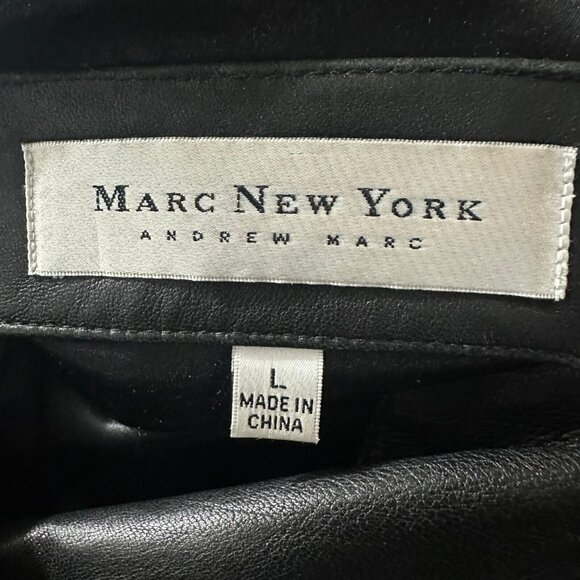 MARC NEW YORK
ANDREW MARC
L
MADE IN
CHINA